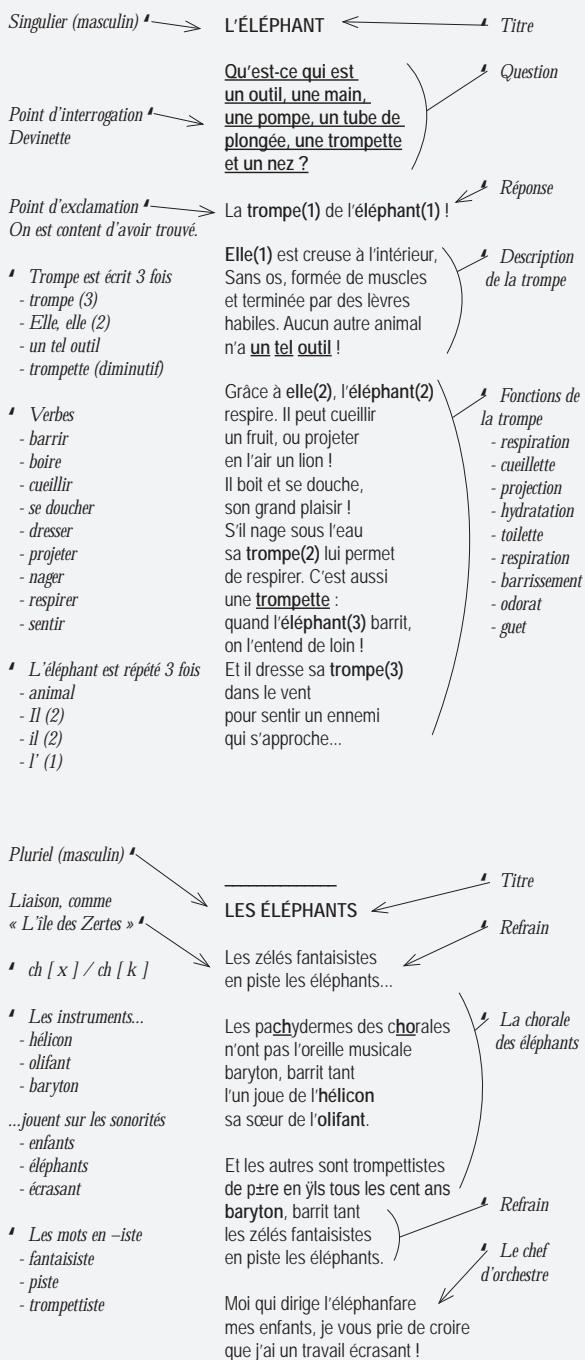 Singulier (masculin)
L'ÉLÉPHANT
Titre
Qu'est-ce qui est
un outil, une main,
une pompe, un tube de
plongée, une trompette
et un nez ?
Question
Point d'interrogation
Devinette
La trompe(1) de l'éléphant(1) !
Réponse
Point d'exclamation
On est content d'avoir trouvé.
Elle(1) est creuse à l'intérieur,
Sans os, formée de muscles
et terminée par des lèvres
habiles. Aucun autre animal
n'a un tel outil !
Description
de la trompe
Trompe est écrit 3 fois
- trompe (3)
- Elle, elle (2)
- un tel outil
- trompette (diminutif)
Grâce à elle(2), l'éléphant(2)
respire. Il peut cueillir
un fruit, ou projeter
en l'air un lion !
Il boit et se douche,
son grand plaisir !
S'il nage sous l'eau
sa trompe(2) lui permet
de respirer. C'est aussi
une trompette :
quand l'éléphant(3) barrit,
on l'entend de loin !
Et il dresse sa trompe(3)
dans le vent
pour sentir un ennemi
qui s'approche...
Verbes
- barrir
- boire
- cueillir
- se doucher
- dresser
- projeter
- nager
- respirer
- sentir
L'éléphant est répété 3 fois
- animal
- Il (2)
- il (2)
- l' (1)
Fonctions de
la trompe
- respiration
- cueillette
- projection
- hydratation
- toilette
- respiration
- barrissement
- odorat
- guet
Pluriel (masculin)
LES ÉLÉPHANTS
Titre
Liaison, comme
« L'île des Zertes »
Les zélés fantaisistes
en piste les éléphants...
Refrain
ch [ x ] / ch [ k ]
Les pachydermes des chorales
n'ont pas l'oreille musicale
baryton, barrit tant
l'un joue de l'hélicon
sa sœur de l'olifant.
La chorale
des éléphants
Les instruments...
- hélicon
- olifant
- baryton
...jouent sur les sonorités
- enfants
- éléphants
- écrasant
Et les autres sont trompettistes
de p±re en ÿls tous les cent ans
baryton, barrit tant
les zélés fantaisistes
en piste les éléphants.
Refrain
Les mots en –iste
- fantaisiste
- piste
- trompettiste
Le chef
d'orchestre
Moi qui dirige l'éléphanfare
mes enfants, je vous prie de croire
que j'ai un travail écrasant !